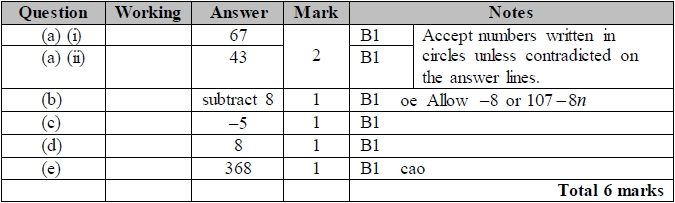 Question Working Answer Mark Notes
(a) (i) 67 2 B1 Accept numbers written in
(a) (ii) 43 B1 circles unless contradicted on
the answer lines.
(b) subtract 8 1 B1 oe Allow −8 or 107 – 8n
(c) –5 1 B1
(d) 8 1 B1
(e) 368 1 B1 cao
Total 6 marks